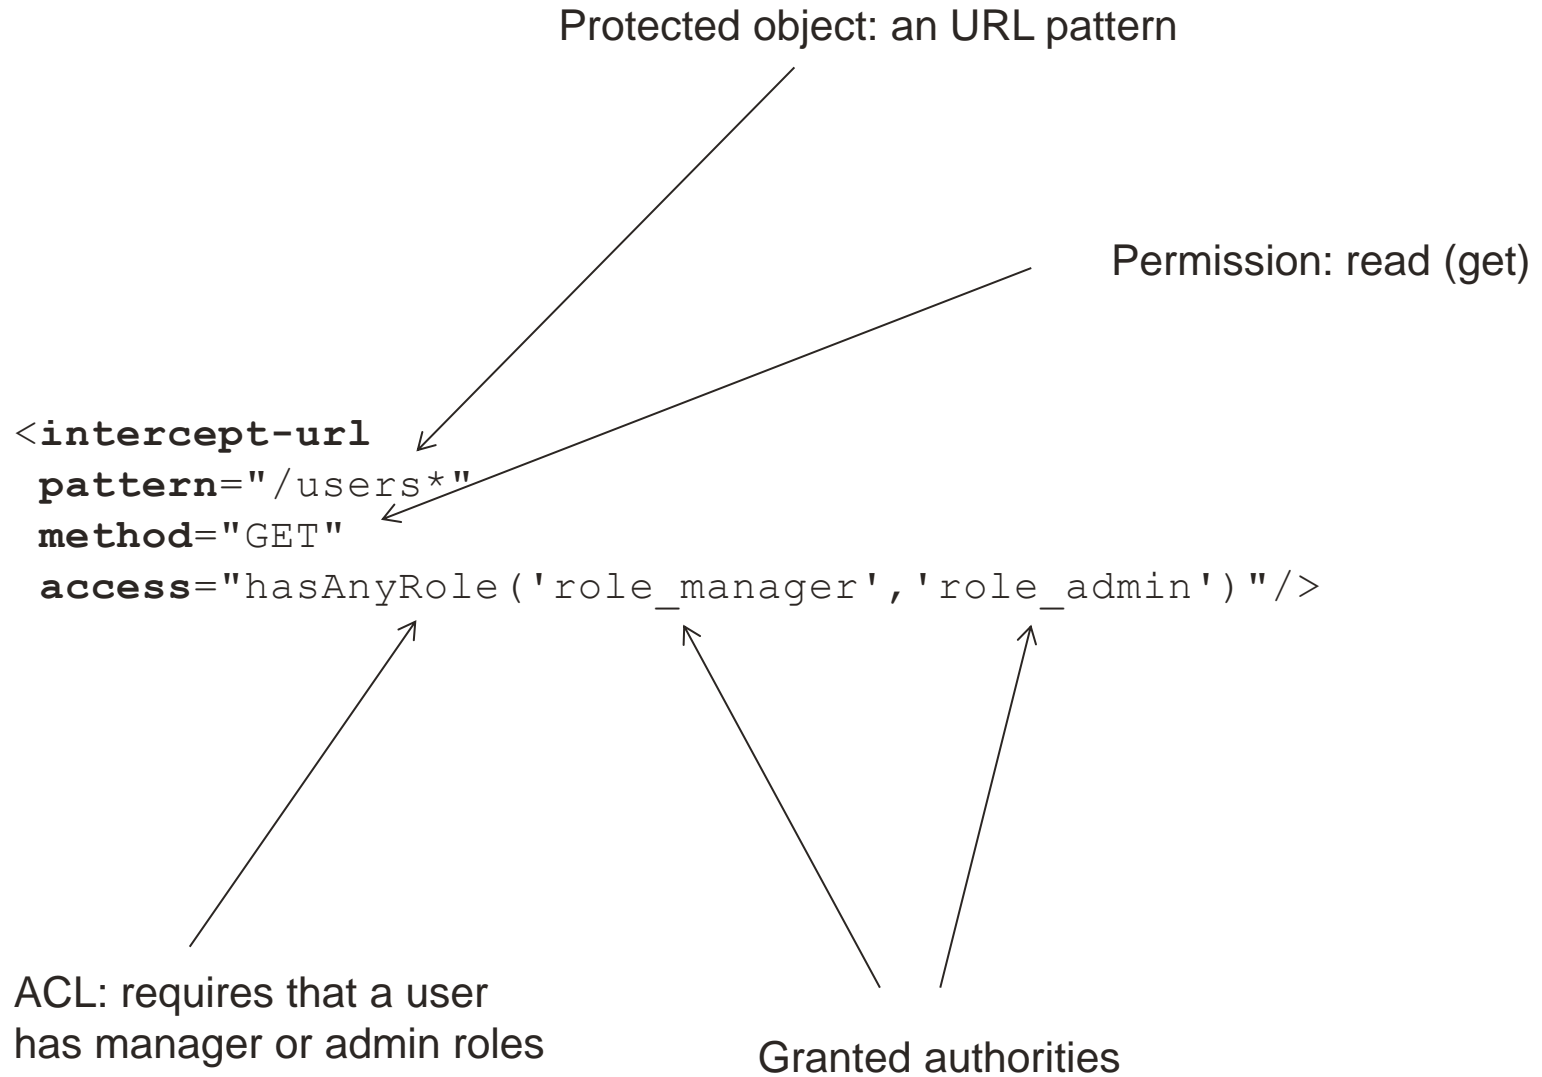 Protected object: an URL pattern
Permission: read (get)
<intercept-url
pattern="/users*"
method="GET"
access="hasAnyRole('role_manager','role_admin')"/>
ACL: requires that a user
has manager or admin roles
Granted authorities